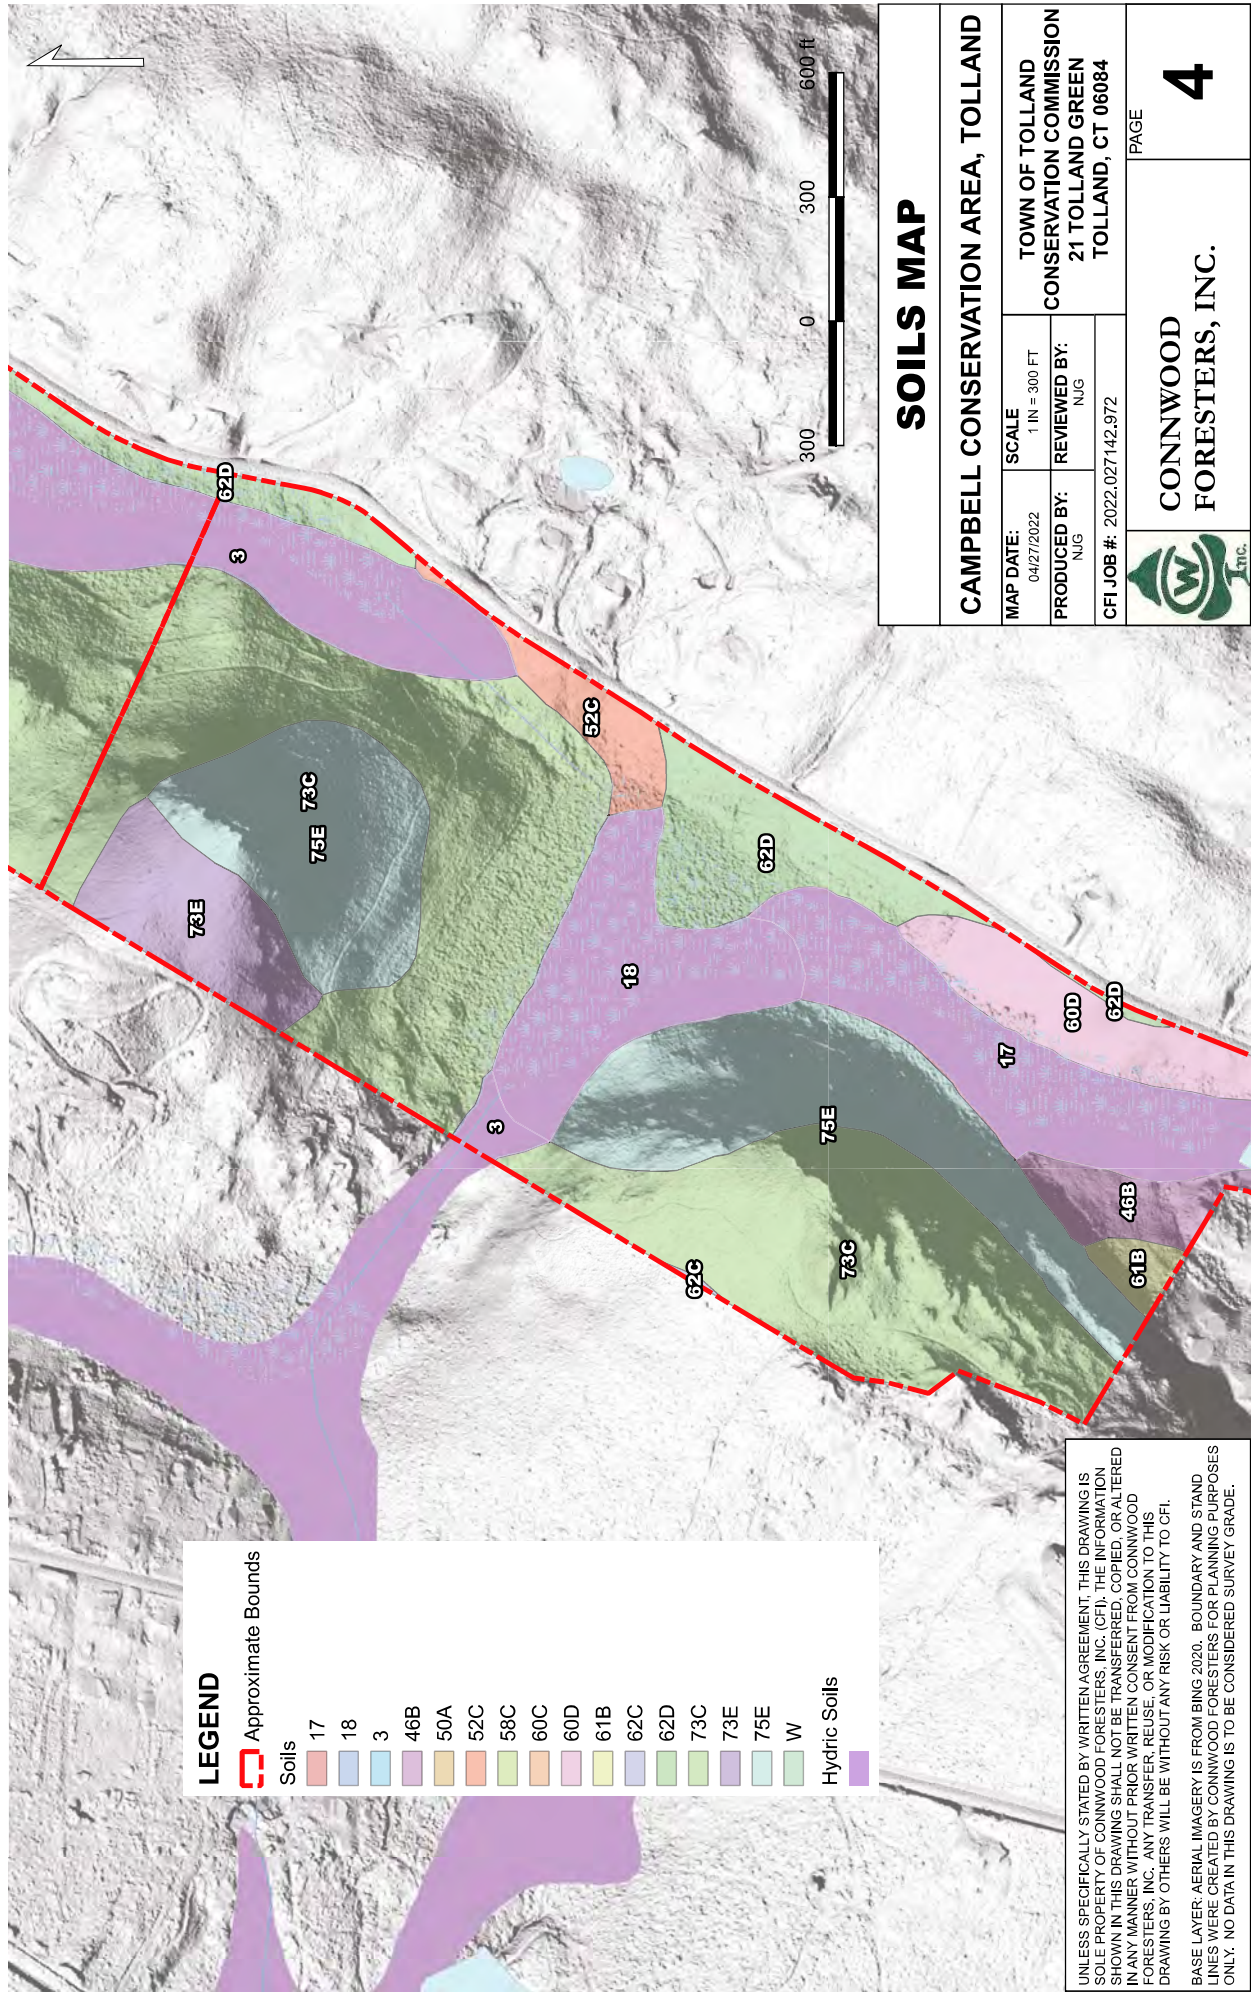 LEGEND
Approximate Bounds
Soils
17
18
3
46B
50A
52C
58C
60C
60D
61B
62C
62D
73C
73E
75E
W
Hydric Soils
3
62D
73C
75E
73E
52C
62D
18
3
75E
62C
73C
17
60D
62D
46B
61B
300
0
300
600 ft
SOILS MAP
CAMPBELL CONSERVATION AREA, TOLLAND
MAP DATE:
04/27/2022
SCALE
1 IN = 300 FT
PRODUCED BY:
NJG
REVIEWED BY:
NJG
CFI JOB #: 2022.027142.972
TOWN OF TOLLAND
CONSERVATION COMMISSION
21 TOLLAND GREEN
TOLLAND, CT 06084
CW
Inc.
CONNWOOD
FORESTERS, INC.
PAGE
4
UNLESS SPECIFICALLY STATED BY WRITTEN AGREEMENT, THIS DRAWING IS
SOLE PROPERTY OF CONNWOOD FORESTERS, INC. (CFI). THE INFORMATION
SHOWN IN THIS DRAWING SHALL NOT BE TRANSFERRED, COPIED, OR ALTERED
IN ANY MANNER WITHOUT PRIOR WRITTEN CONSENT FROM CONNWOOD
FORESTERS, INC. ANY TRANSFER, REUSE, OR MODIFICATION TO THIS
DRAWING BY OTHERS WILL BE WITHOUT ANY RISK OR LIABILITY TO CFI.
BASE LAYER: AERIAL IMAGERY IS FROM BING 2020. BOUNDARY AND STAND
LINES WERE CREATED BY CONNWOOD FORESTERS FOR PLANNING PURPOSES
ONLY. NO DATA IN THIS DRAWING IS TO BE CONSIDERED SURVEY GRADE.